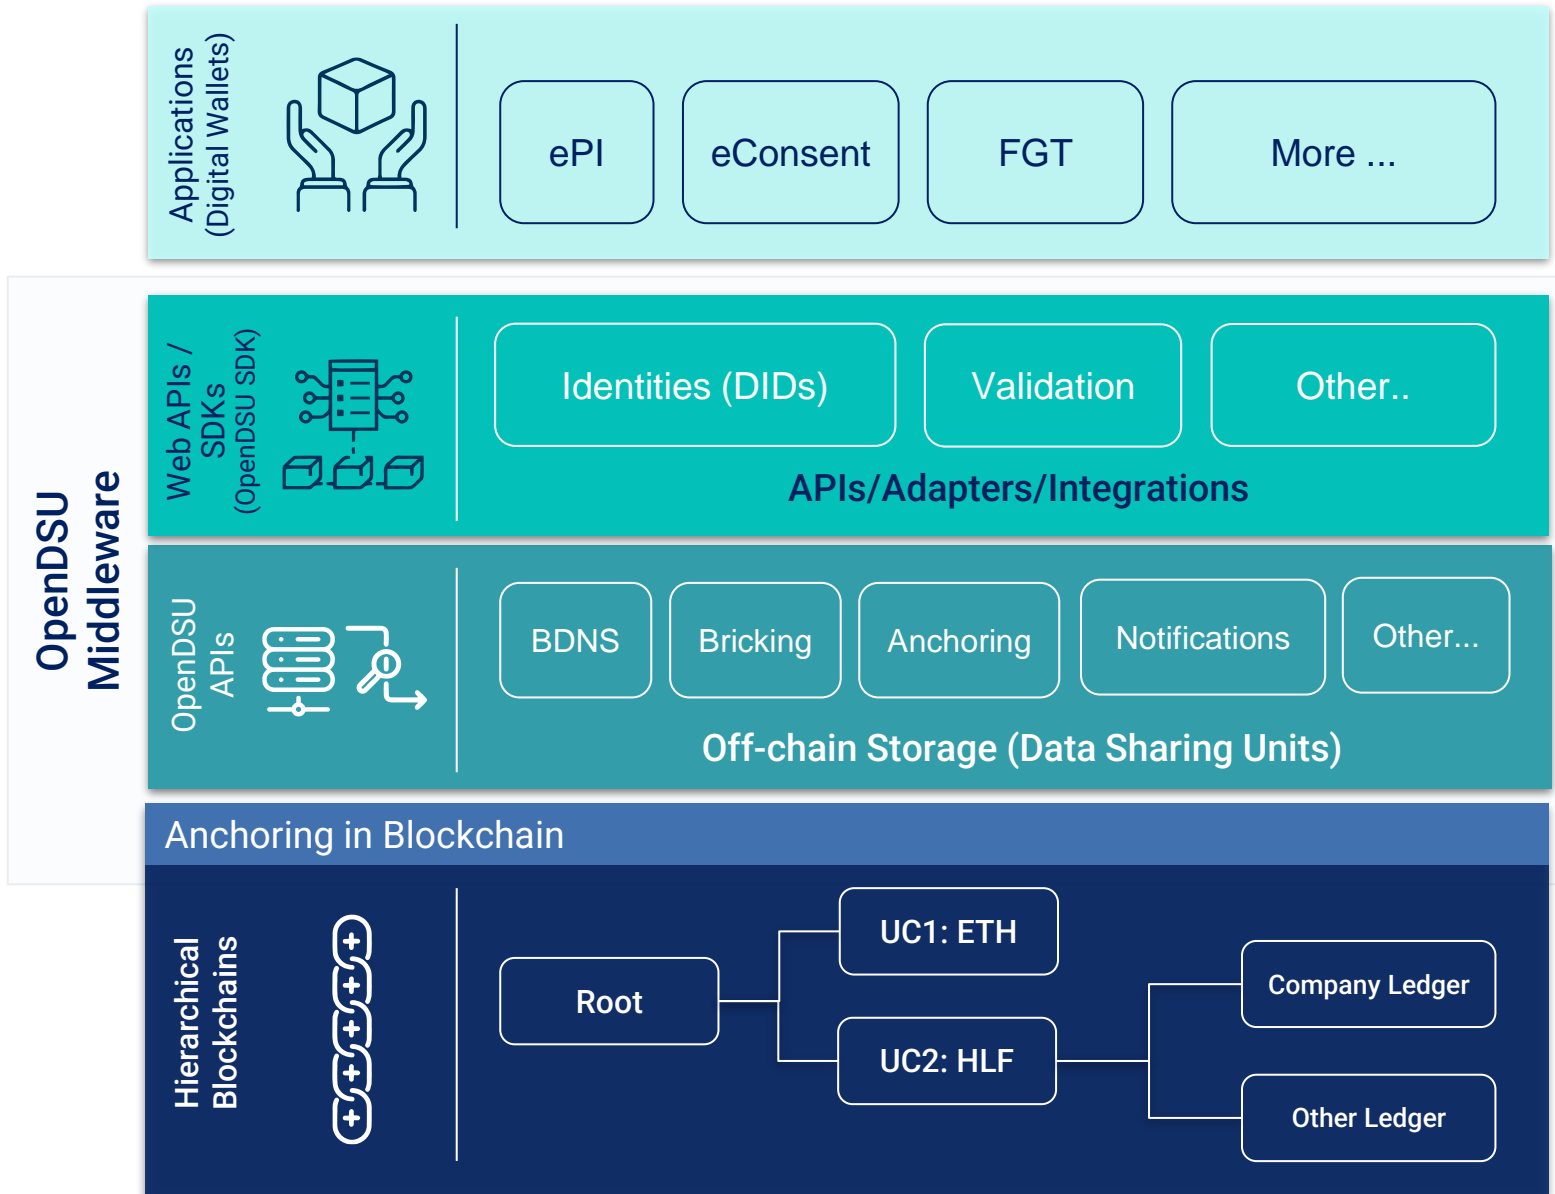 Applications
(Digital Wallets)
ePI
eConsent
FGT
More ...
OpenDSU
Middleware
Web APIs /
SDKs
(OpenDSU SDK)
Identities (DIDs)
Validation
Other..
APIs/Adapters/Integrations
OpenDSU
APIs
BDNS
Bricking
Anchoring
Notifications
Other...
Off-chain Storage (Data Sharing Units)
Anchoring in Blockchain
Hierarchical
Blockchains
Root
UC1: ETH
UC2: HLF
Company Ledger
Other Ledger